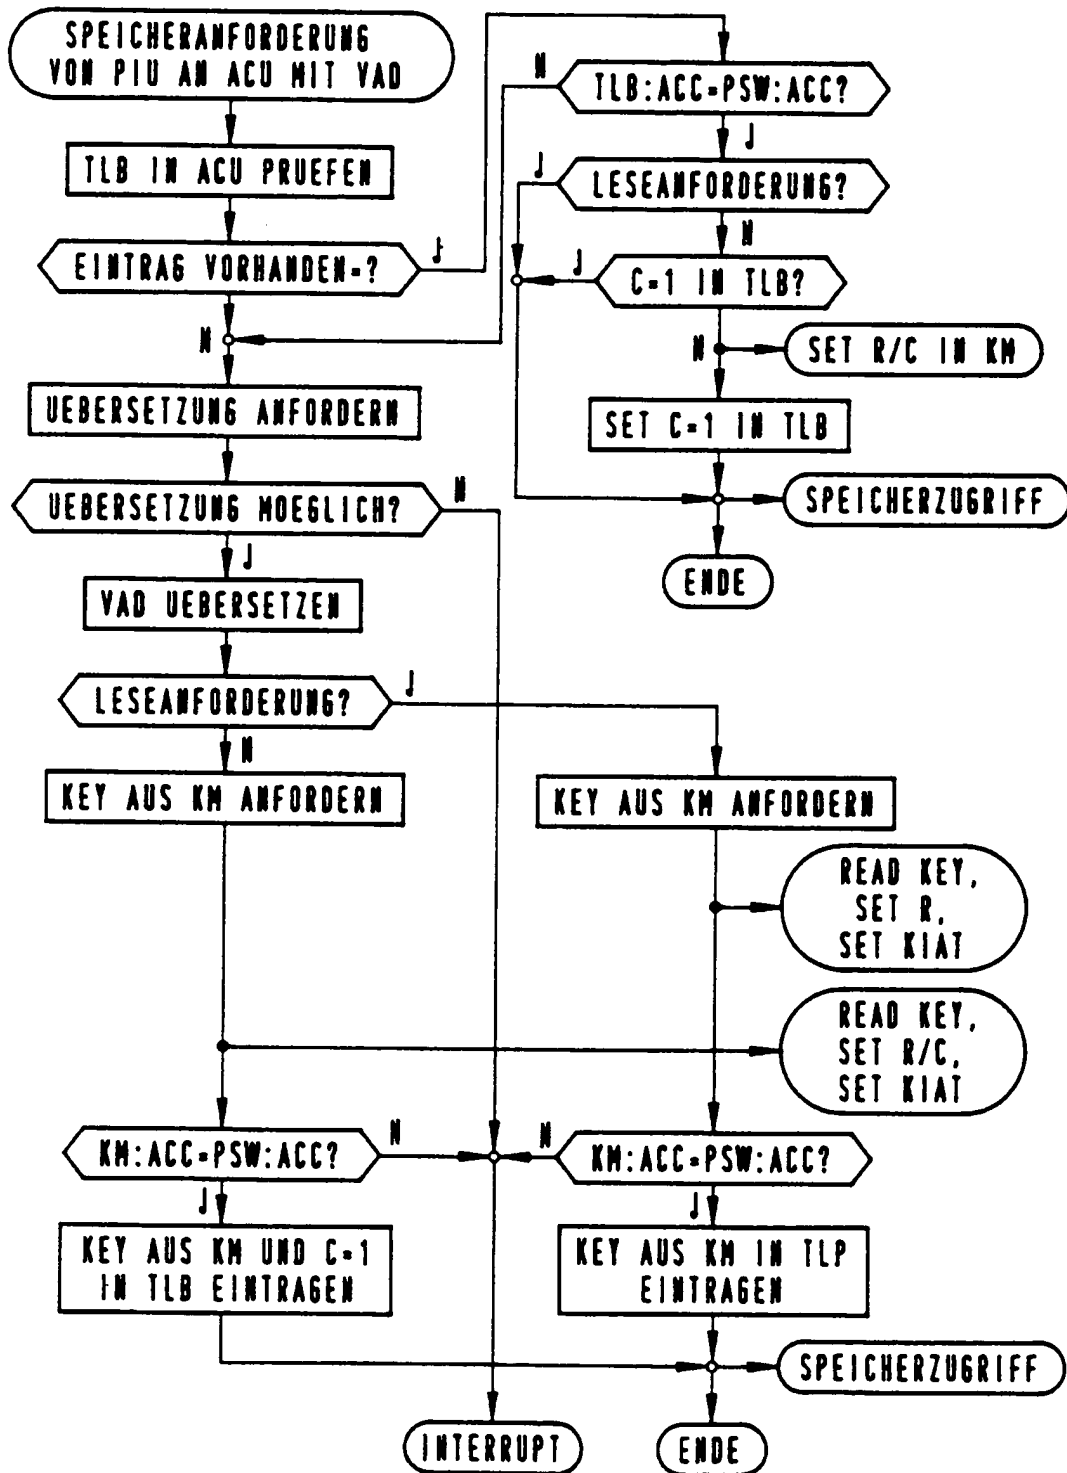 SPEICHERANFORDERUNG
VON PIU AN ACU MIT VAD
TLB IN ACU PRUEFEN
EINTRAG VORHANDEN=?
J
N
UEBERSETZUNG ANFORDERN
UEBERSETZUNG MOEGLICH?
N
J
VAD UEBERSETZEN
LESEANFORDERUNG?
J
N
KEY AUS KM ANFORDERN
KM:ACC=PSW:ACC?
N
J
KEY AUS KM UND C=1
IN TLB EINTRAGEN
TLB:ACC=PSW:ACC?
N
J
LESEANFORDERUNG?
J
N
C=1 IN TLB?
J
N
SET R/C IN KM
SET C=1 IN TLB
SPEICHERZUGRIFF
ENDE
KEY AUS KM ANFORDERN
READ KEY,
SET R,
SET KIAT
READ KEY,
SET R/C,
SET KIAT
KM:ACC=PSW:ACC?
N
J
KEY AUS KM IN TLP
EINTRAGEN
SPEICHERZUGRIFF
INTERRUPT
ENDE